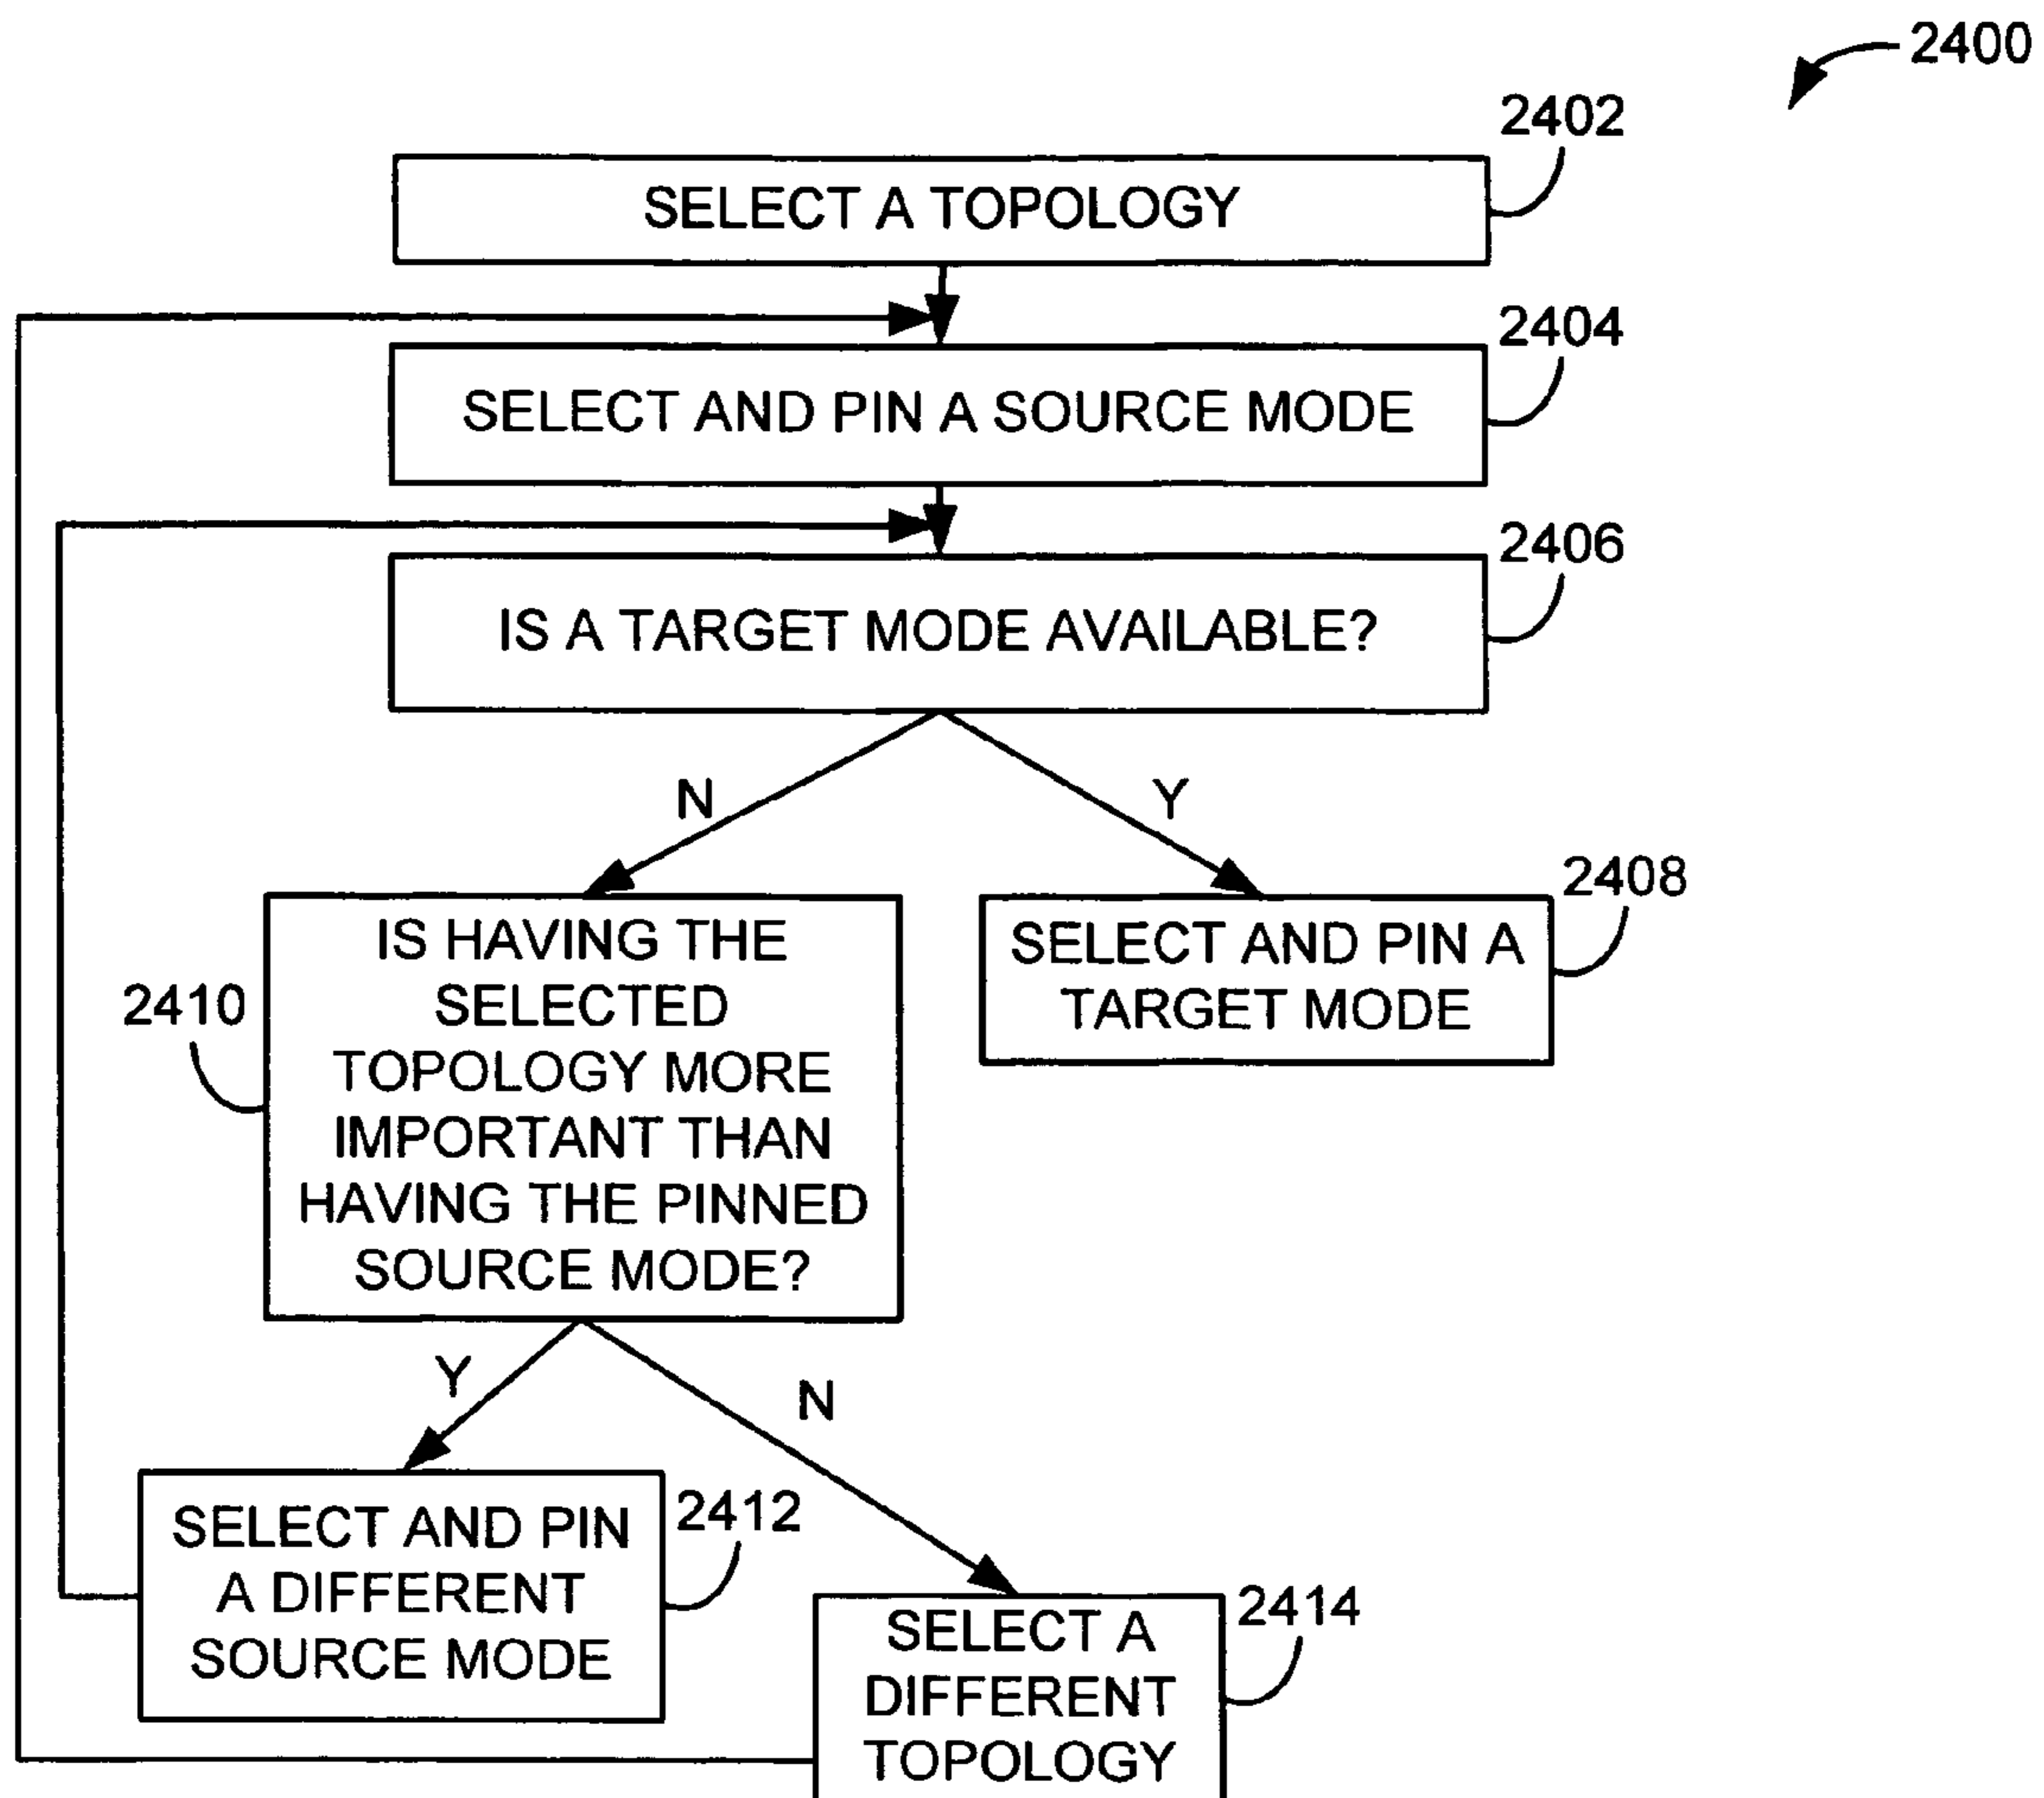 2400
2402
SELECT A TOPOLOGY
2404
SELECT AND PIN A SOURCE MODE
2406
IS A TARGET MODE AVAILABLE?
N
Y
2408
IS HAVING THE
SELECTED
TOPOLOGY MORE
IMPORTANT THAN
HAVING THE PINNED
SOURCE MODE?
SELECT AND PIN A
TARGET MODE
2410
Y
N
2412
SELECT AND PIN
A DIFFERENT
SOURCE MODE
2414
SELECT A
DIFFERENT
TOPOLOGY